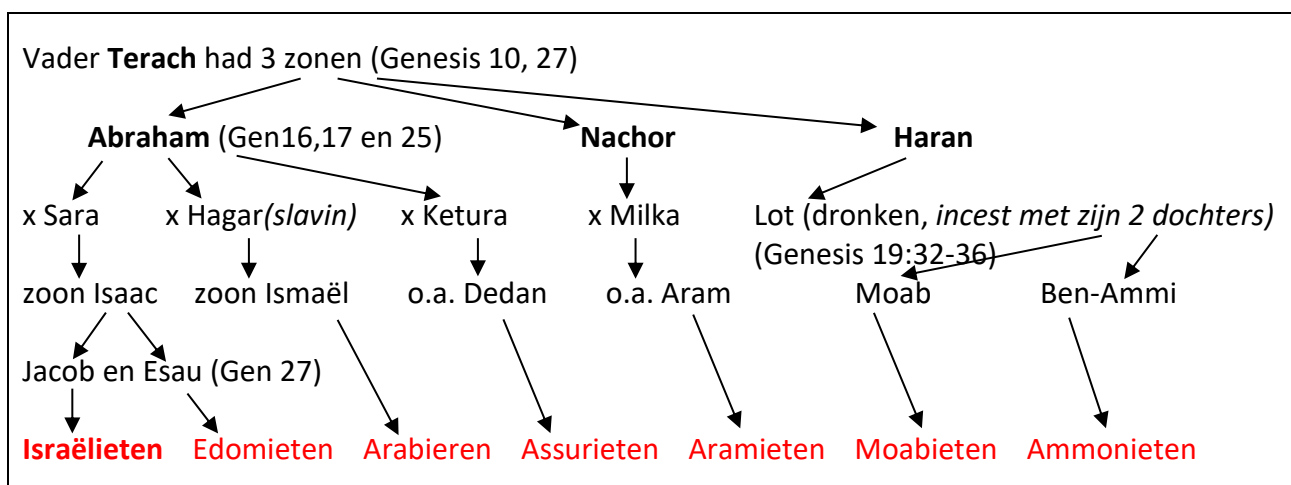 Vader Terach had 3 zonen (Genesis 10, 27)
Abraham (Gen16,17 en 25) Nachor Haran
x Sara x Hagar(slavin) x Ketura x Milka Lot (dronken, incest met zijn 2 dochters)
(Genesis 19:32-36)
zoon Isaac zoon Ismaël o.a. Dedan o.a. Aram Moab Ben-Ammi
Jacob en Esau (Gen 27)
Israëlieten Edomieten Arabieren Assurieten Aramieten Moabieten Ammonieten